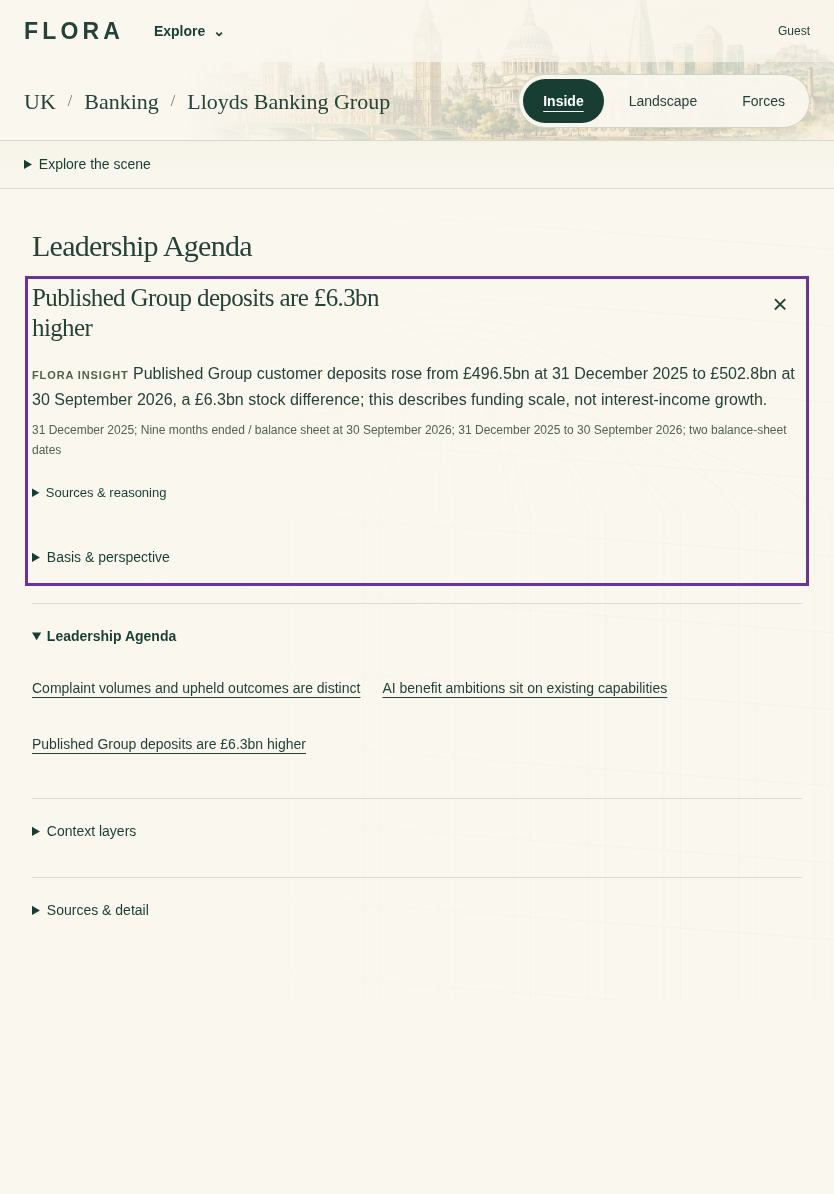 FLORA
Explore
Guest
UK / Banking / Lloyds Banking Group
Inside
Landscape
Forces
Explore the scene
Leadership Agenda
Published Group deposits are £6.3bn
higher
FLORA INSIGHT Published Group customer deposits rose from £496.5bn at 31 December 2025 to £502.8bn at
30 September 2026, a £6.3bn stock difference; this describes funding scale, not interest-income growth.
31 December 2025; Nine months ended / balance sheet at 30 September 2026; 31 December 2025 to 30 September 2026; two balance-sheet
dates
Sources & reasoning
Basis & perspective
Leadership Agenda
Complaint volumes and upheld outcomes are distinct
AI benefit ambitions sit on existing capabilities
Published Group deposits are £6.3bn higher
Context layers
Sources & detail